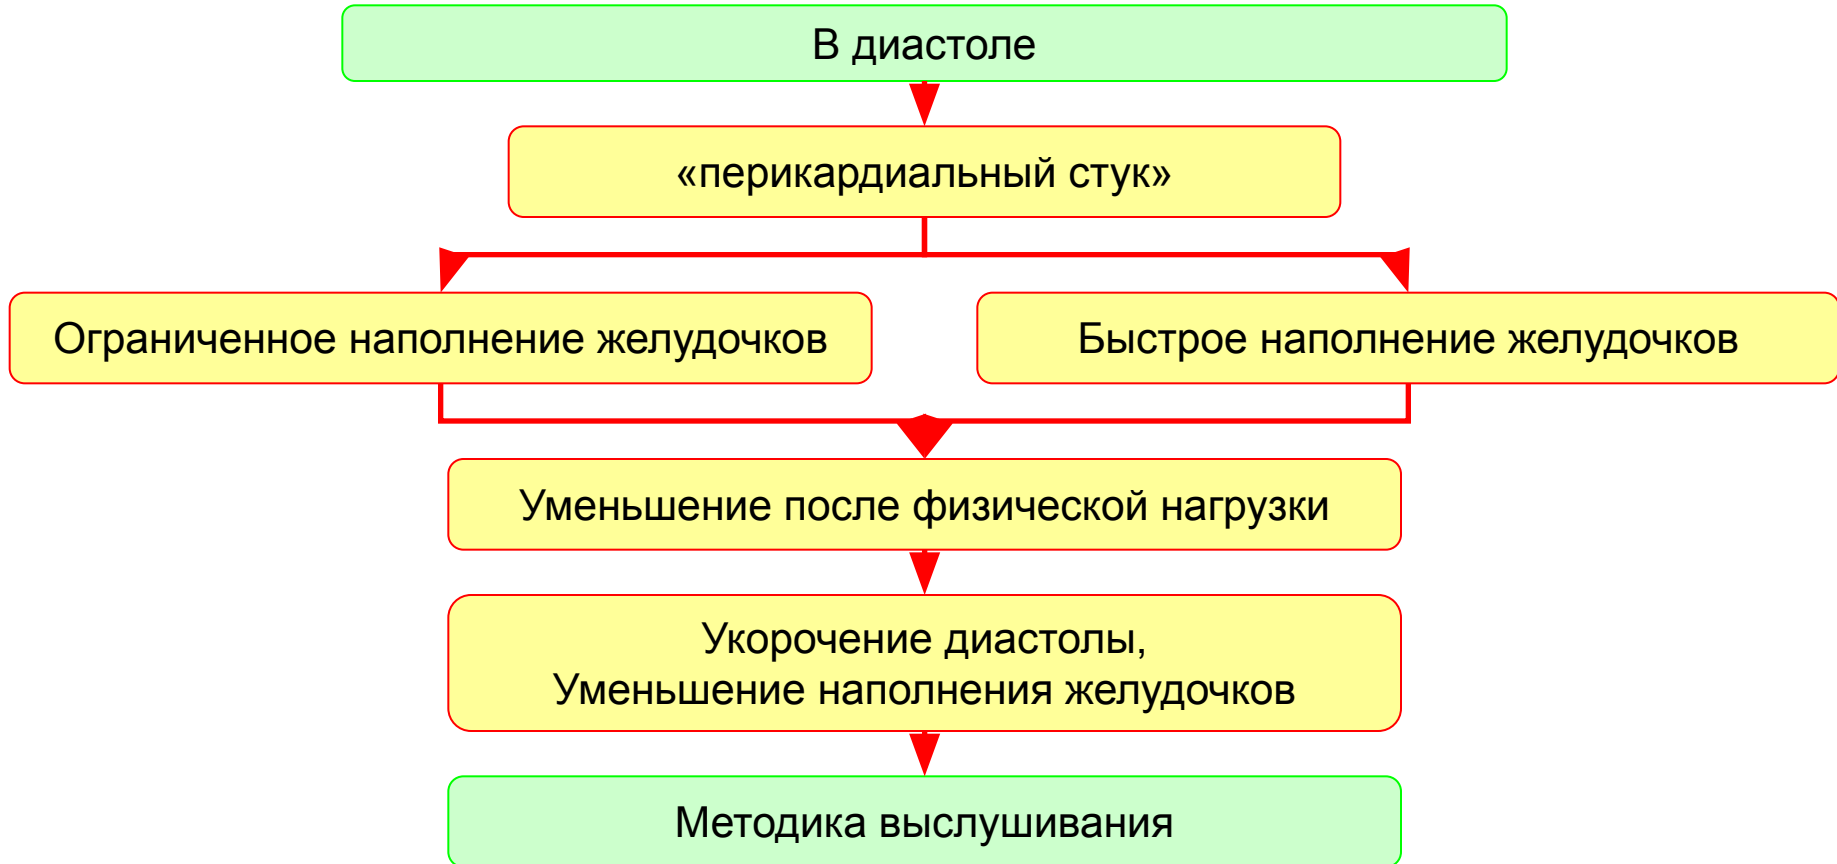 В диастоле
«перикардиальный стук»
Ограниченное наполнение желудочков
Быстрое наполнение желудочков
Уменьшение после физической нагрузки
Укорочение диастолы,
Уменьшение наполнения желудочков
Методика выслушивания